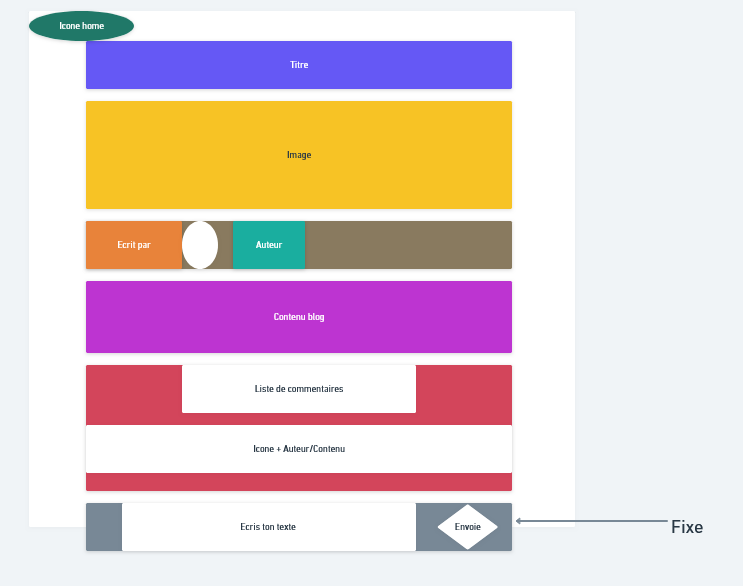 Icone home
Titre
Image
Ecrit par
Auteur
Contenu blog
Liste de commentaires
Icone + Auteur/Contenu
Ecris ton texte
Envoie
Fixe